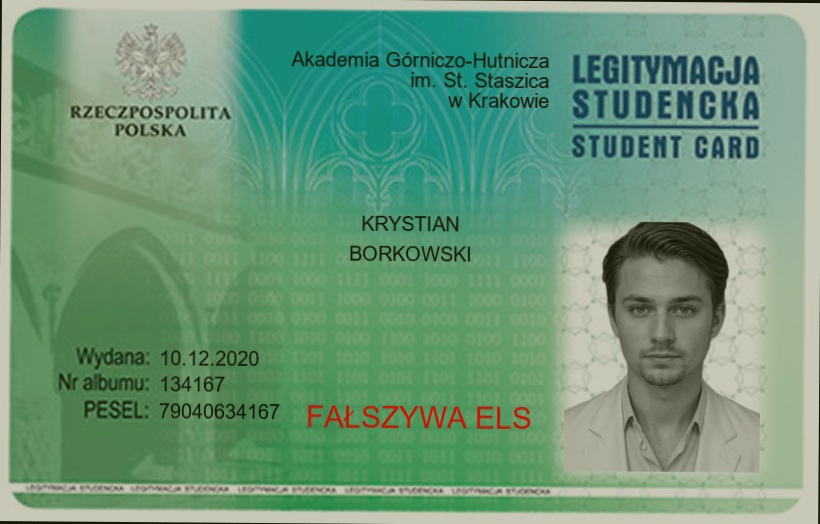 RZECZPOSPOLITA
POLSKA
Akademia Górniczo-Hutnicza
im. St. Staszica
w Krakowie
LEGITYMACJA
STUDENCKA
STUDENT CARD
KRYSTIAN
BORKOWSKI
Wydana: 10.12.2020
Nr albumu: 134167
PESEL: 79040634167
FAŁSZYWA ELS
LEGITYMACJA STUDENCKA LEGITYMACJA STUDENCKA LEGITYMACJA STUDENCKA LEGITYMACJA STUDENCKA LEGITYMACJA STUDENCKA